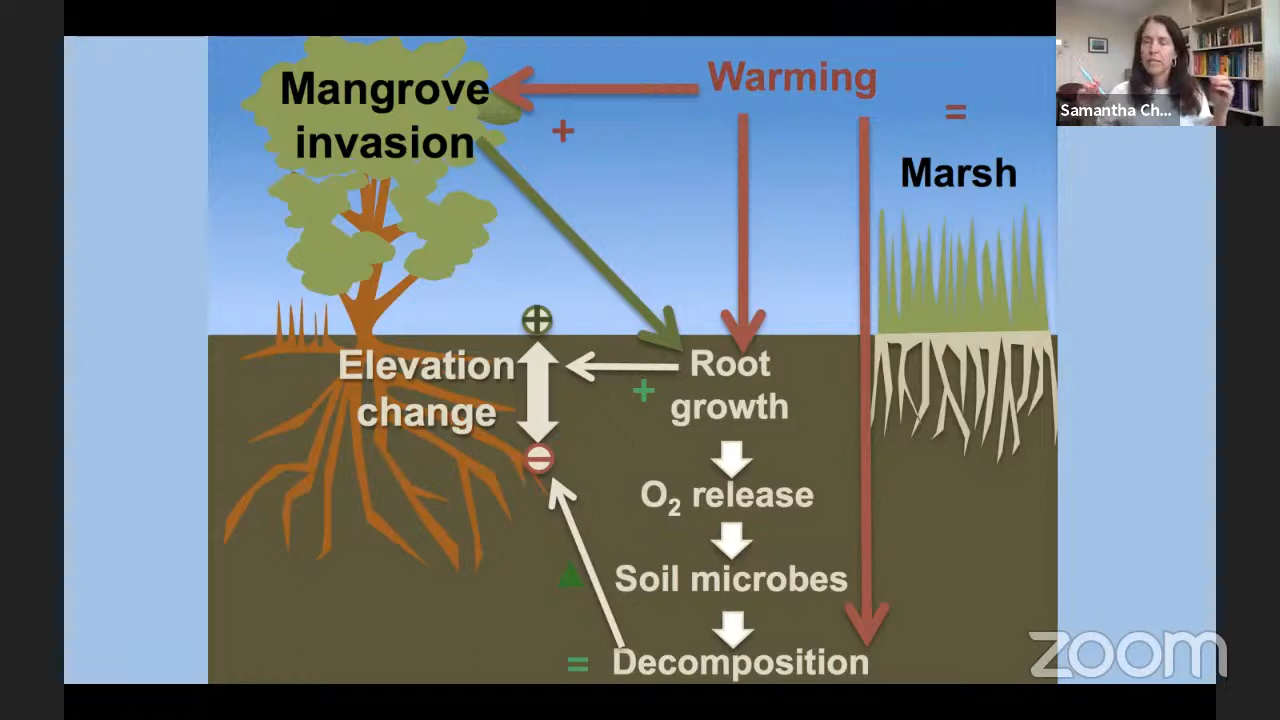 Mangrove
invasion
Warming
+
=
Marsh
Samantha Ch...
+
Elevation
change
Root
growth
+
−
O₂ release
Soil microbes
= Decomposition
zoom